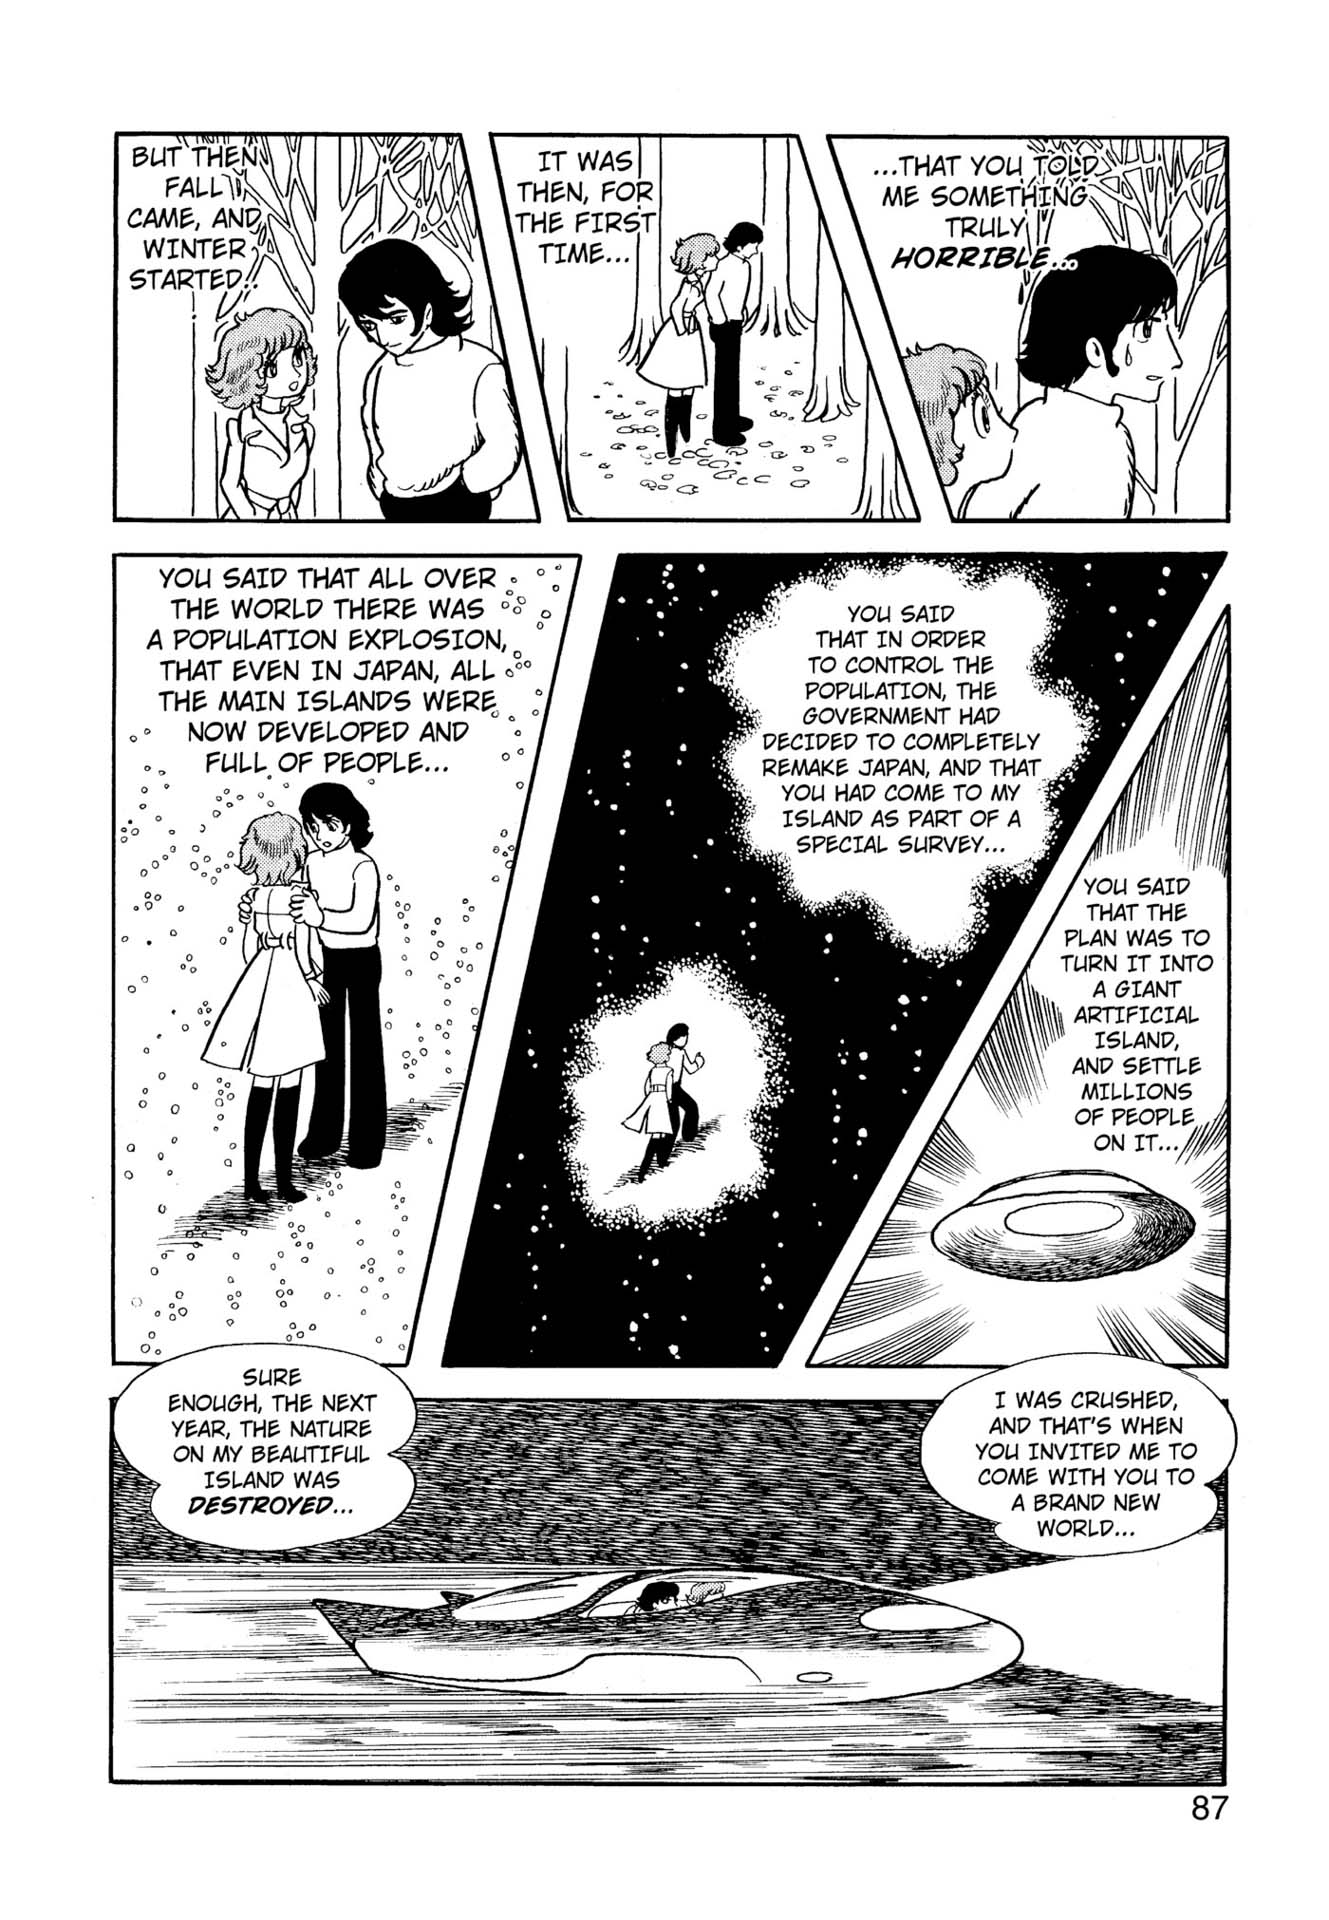 BUT THEN
FALL
CAME, AND
WINTER
STARTED..
IT WAS
THEN, FOR
THE FIRST
TIME...
...THAT YOU TOLD
ME SOMETHING
TRULY
HORRIBLE...
YOU SAID THAT ALL OVER
THE WORLD THERE WAS
A POPULATION EXPLOSION,
THAT EVEN IN JAPAN, ALL
THE MAIN ISLANDS WERE
NOW DEVELOPED AND
FULL OF PEOPLE...
YOU SAID
THAT IN ORDER
TO CONTROL THE
POPULATION, THE
GOVERNMENT HAD
DECIDED TO COMPLETELY
REMAKE JAPAN, AND THAT
YOU HAD COME TO MY
ISLAND AS PART OF A
SPECIAL SURVEY...
YOU SAID
THAT THE
PLAN WAS TO
TURN IT INTO
A GIANT
ARTIFICIAL
ISLAND,
AND SETTLE
MILLIONS
OF PEOPLE
ON IT...
SURE
ENOUGH, THE NEXT
YEAR, THE NATURE
ON MY BEAUTIFUL
ISLAND WAS
DESTROYED...
I WAS CRUSHED,
AND THAT'S WHEN
YOU INVITED ME TO
COME WITH YOU TO
A BRAND NEW
WORLD...
87